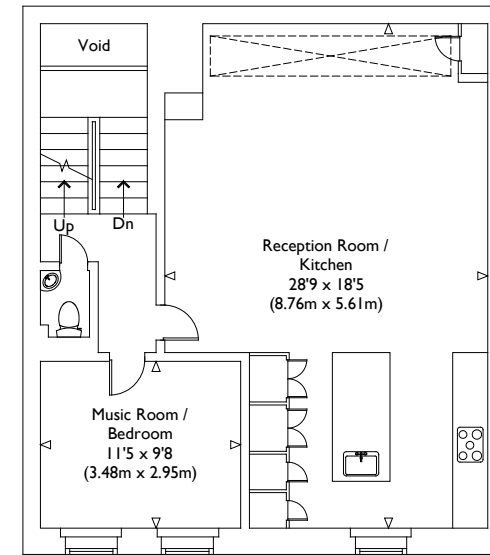 Void
Up
Dn
Reception Room /
Kitchen
28'9 x 18'5
(8.76m x 5.61m)
Music Room /
Bedroom
11'5 x 9'8
(3.48m x 2.95m)